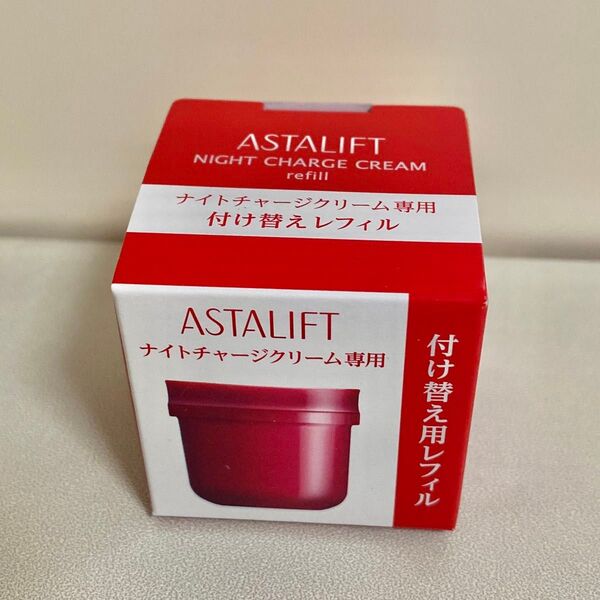 ASTALIFT
NIGHT CHARGE CREAM
refill
ナイトチャージクリーム専用
付け替えレフィル
ASTALIFT
ナイトチャージクリーム専用
付け替え用レフィル